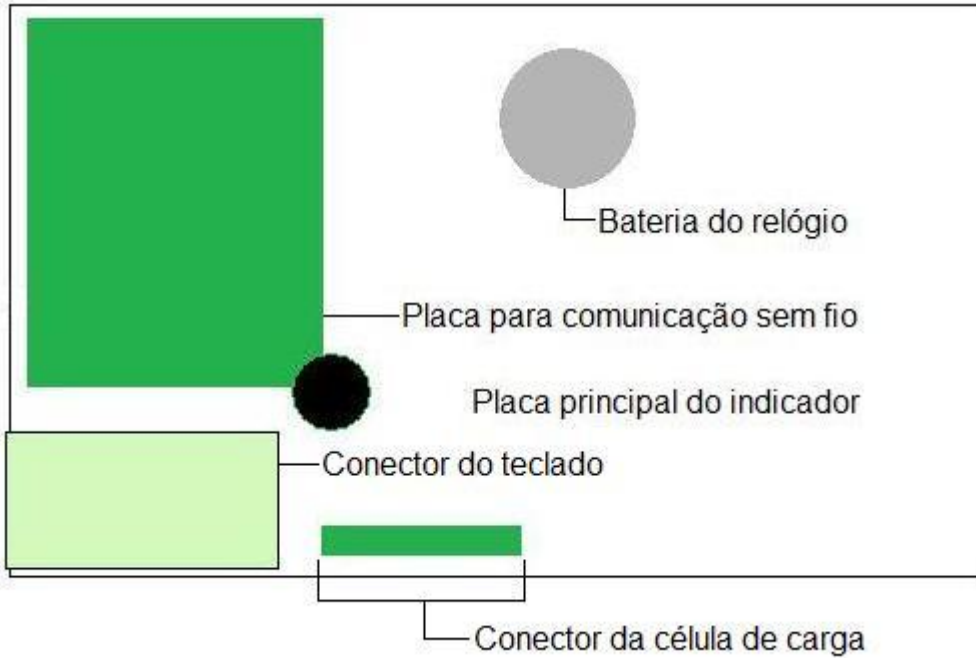 Bateria do relógio
Placa para comunicação sem fio
Placa principal do indicador
Conector do teclado
Conector da célula de carga